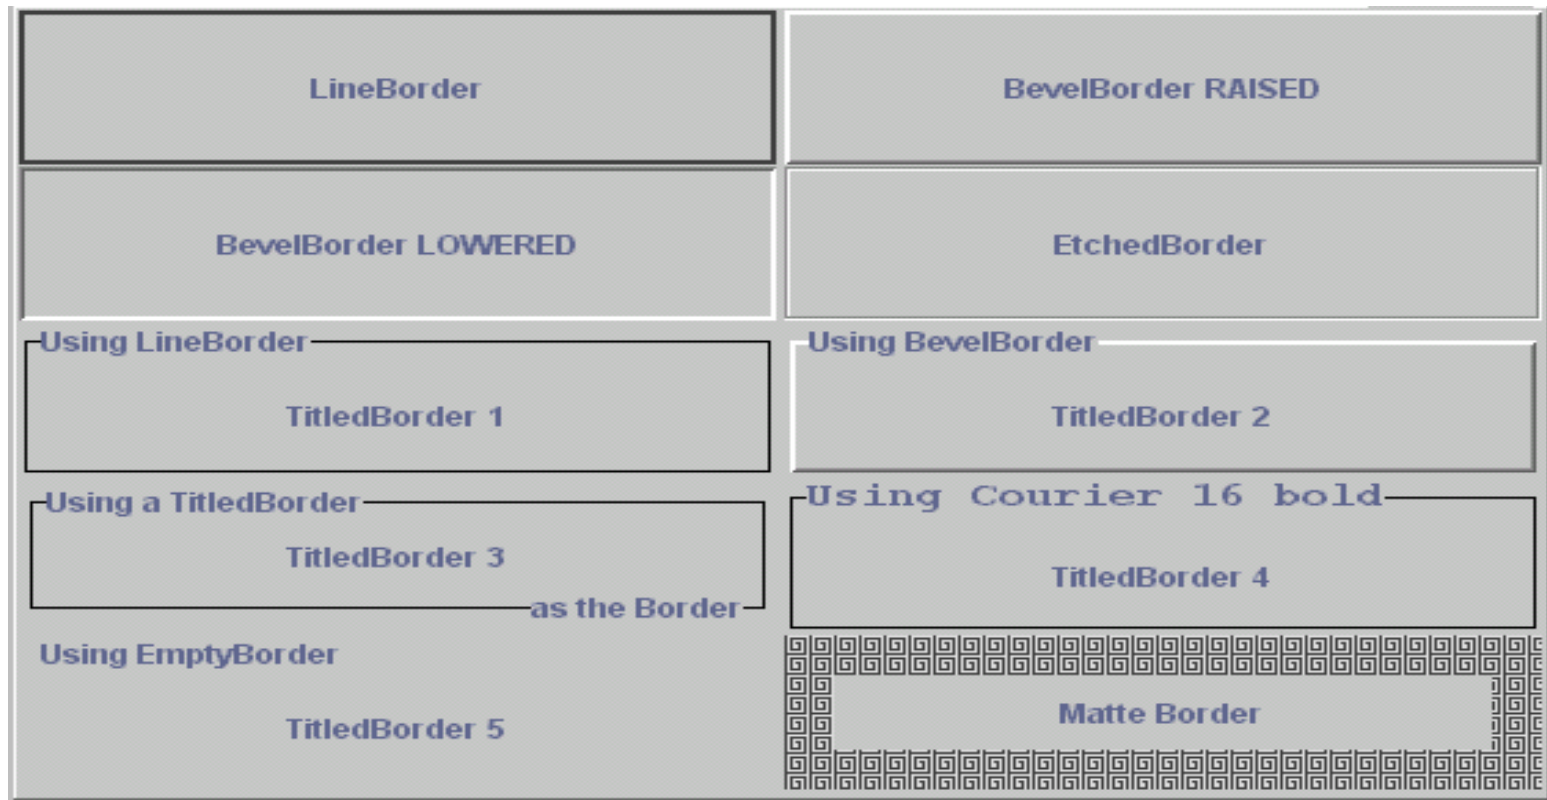 LineBorder
BevelBorder RAISED
BevelBorder LOWERED
EtchedBorder
Using LineBorder
TitledBorder 1
Using BevelBorder
TitledBorder 2
Using a TitledBorder
TitledBorder 3
as the Border
Using Courier 16 bold
TitledBorder 4
Using EmptyBorder
TitledBorder 5
Matte Border